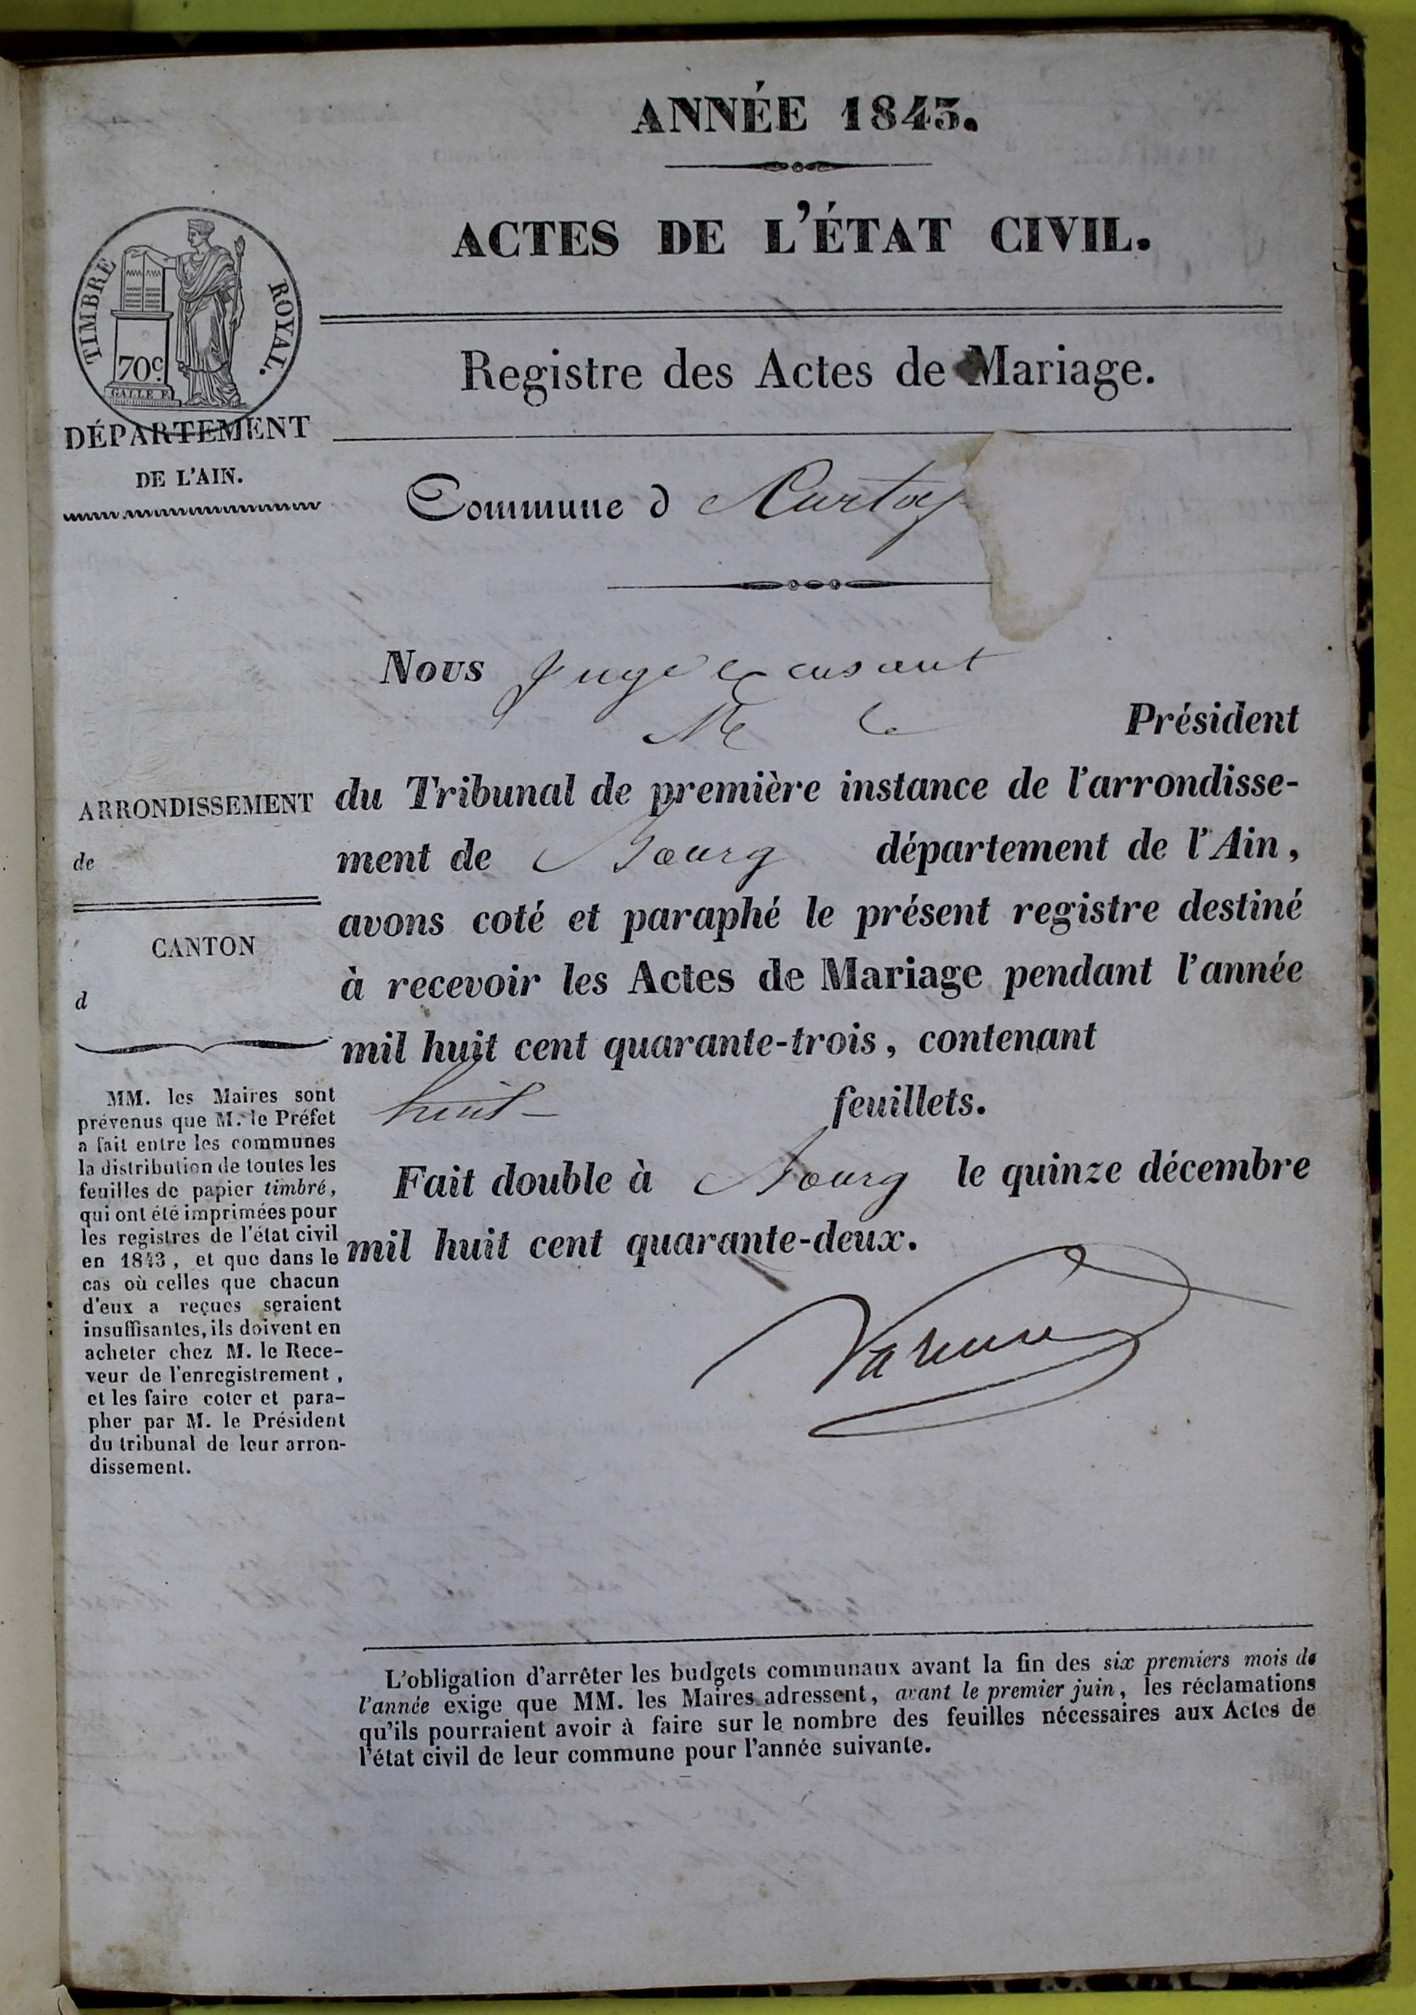 ANNÉE 1843.
ACTES DE L'ÉTAT CIVIL.
TIMBRE ROYAL.
70c.
GALLE F.
Registre des Actes de Mariage.
DÉPARTEMENT
DE L'AIN.
Commune d Curta
Nous Juge
M le Président
du Tribunal de première instance de l'arrondisse-
ment de Bourg département de l'Ain,
avons coté et paraphé le présent registre destiné
à recevoir les Actes de Mariage pendant l'année
mil huit cent quarante-trois, contenant
huit feuillets.
Fait double à Bourg le quinze décembre
mil huit cent quarante-deux.
ARRONDISSEMENT
de
CANTON
d
MM. les Maires sont
prévenus que M. le Préfet
a fait entre les communes
la distribution de toutes les
feuilles de papier timbré,
qui ont été imprimées pour
les registres de l'état civil
en 1843, et que dans le
cas où celles que chacun
d'eux a reçues seraient
insuffisantes, ils doivent en
acheter chez M. le Rece-
veur de l'enregistrement,
et les faire coter et para-
pher par M. le Président
du tribunal de leur arron-
dissement.
L'obligation d'arrêter les budgets communaux avant la fin des six premiers mois de
l'année exige que MM. les Maires adressent, avant le premier juin, les réclamations
qu'ils pourraient avoir à faire sur le nombre des feuilles nécessaires aux Actes de
l'état civil de leur commune pour l'année suivante.